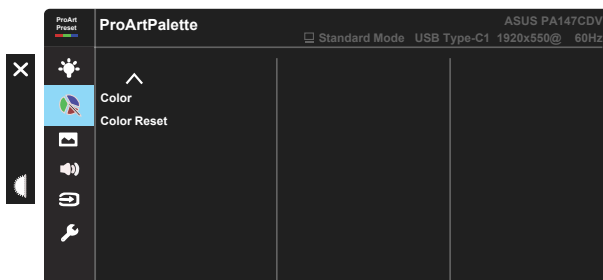 ProArt
Preset
ProArtPalette
ASUS PA147CDV
Standard Mode USB Type-C1 1920x550@ 60Hz
Color
Color Reset